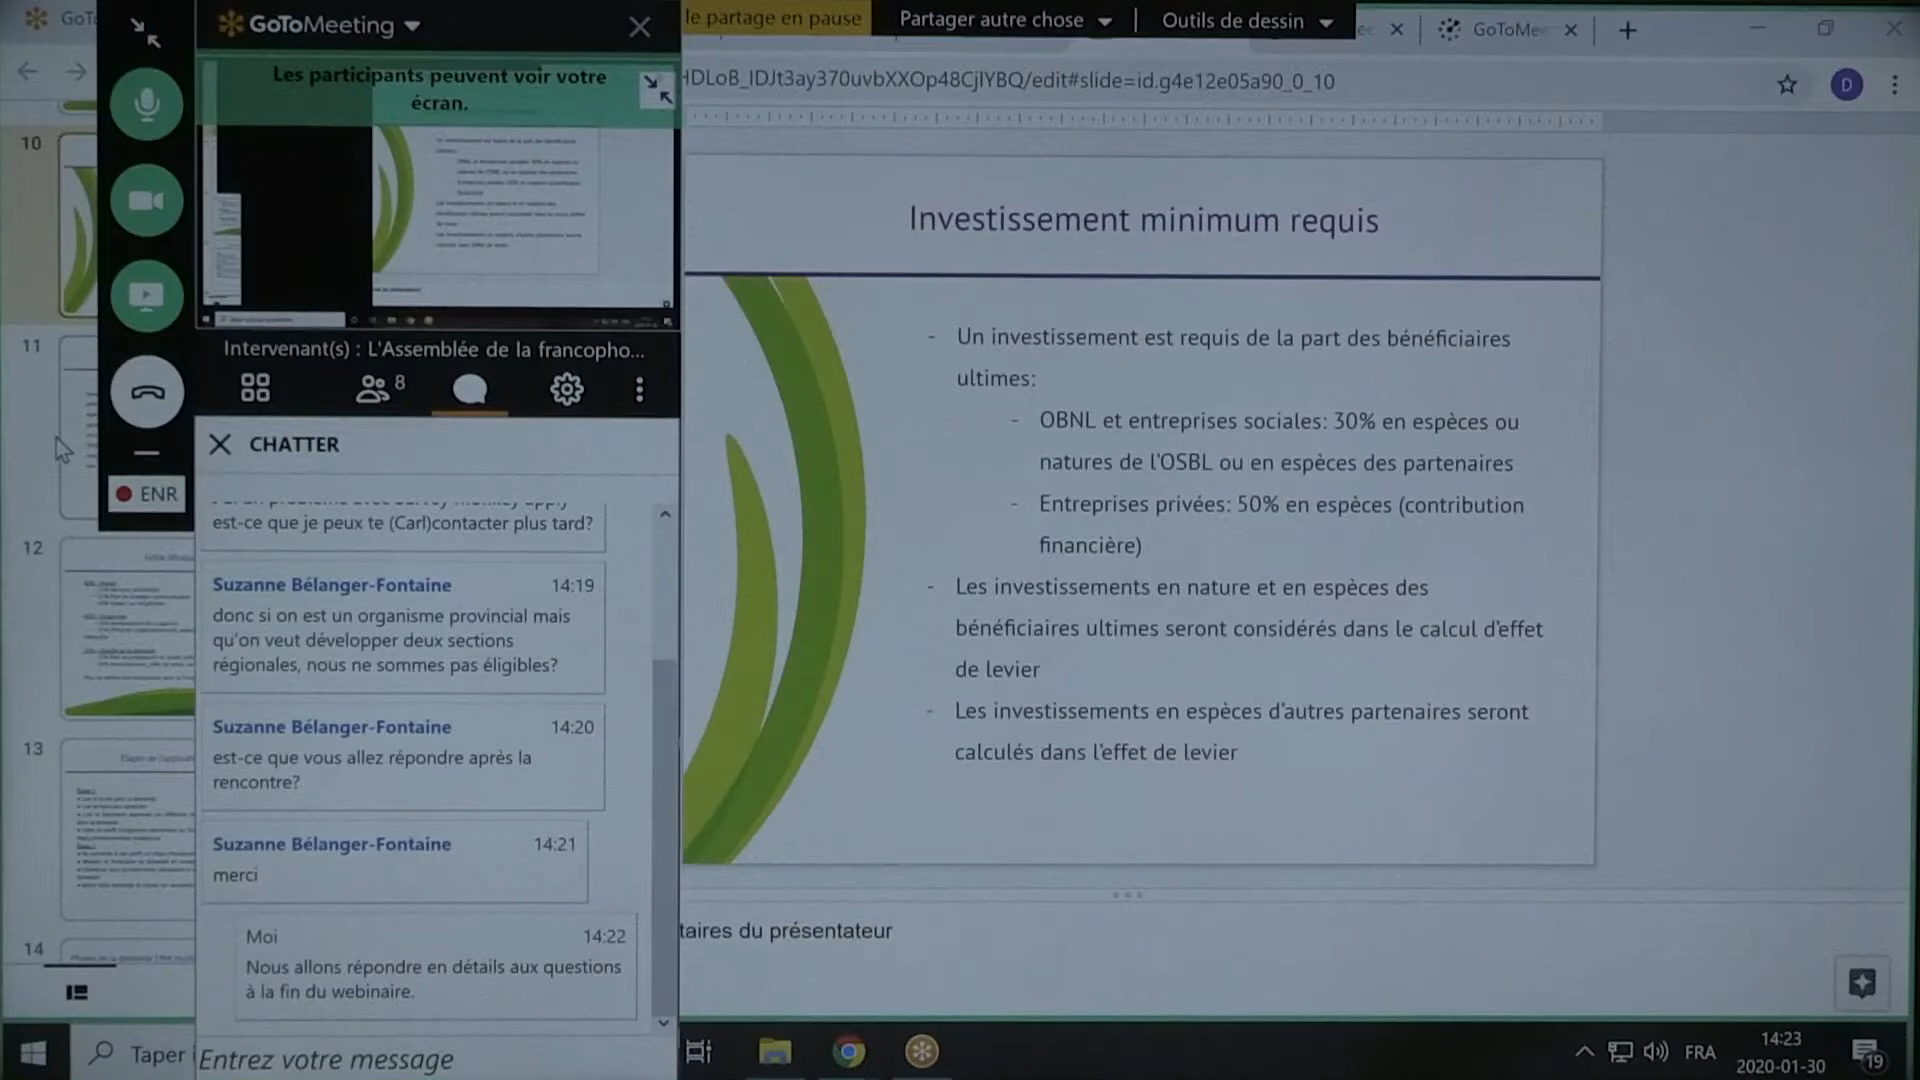 GoToMeeting
le partage en pause
Partager autre chose
Outils de dessin
GoToMee
Les participants peuvent voir votre
écran.
HDLoB_IDJt3ay370uvbXXOp48CjlYBQ/edit#slide=id.g4e12e05a90_0_10
D
10
11
12
13
14
ENR
Intervenant(s) : L'Assemblée de la francopho...
8
CHATTER
est-ce que je peux te (Carl)contacter plus tard?
Suzanne Bélanger-Fontaine 14:19
donc si on est un organisme provincial mais
qu'on veut développer deux sections
régionales, nous ne sommes pas éligibles?
Suzanne Bélanger-Fontaine 14:20
est-ce que vous allez répondre après la
rencontre?
Suzanne Bélanger-Fontaine 14:21
merci
Moi 14:22
Nous allons répondre en détails aux questions
à la fin du webinaire.
Entrez votre message
Investissement minimum requis
- Un investissement est requis de la part des bénéficiaires
ultimes:
- OBNL et entreprises sociales: 30% en espèces ou
natures de l'OSBL ou en espèces des partenaires
- Entreprises privées: 50% en espèces (contribution
financière)
- Les investissements en nature et en espèces des
bénéficiaires ultimes seront considérés dans le calcul d'effet
de levier
- Les investissements en espèces d'autres partenaires seront
calculés dans l'effet de levier
taires du présentateur
Taper
FRA
14:23
2020-01-30
19